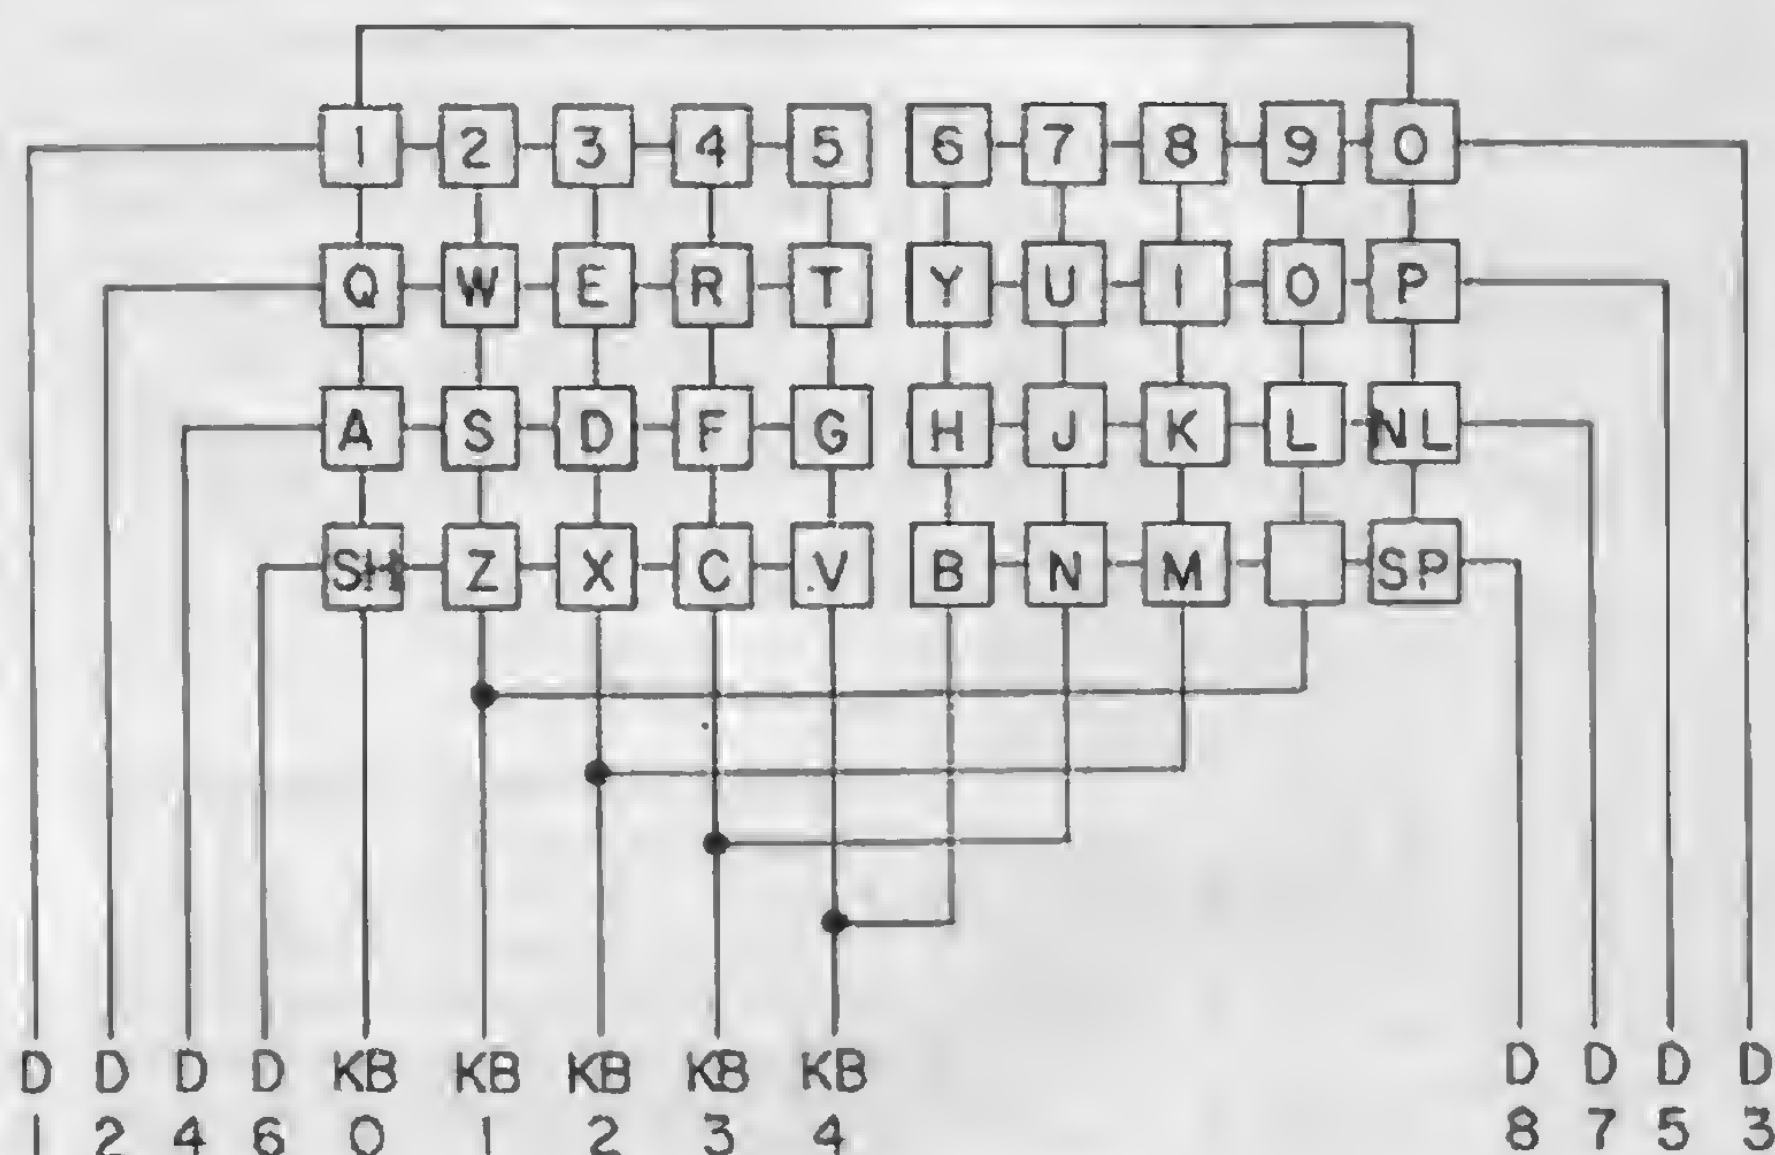 1 2 3 4 5 6 7 8 9 0
Q W E R T Y U I O P
A S D F G H J K L NL
SH Z X C V B N M SP
D D D D KB KB KB KB KB D D D D
1 2 4 6 0 1 2 3 4 8 7 5 3